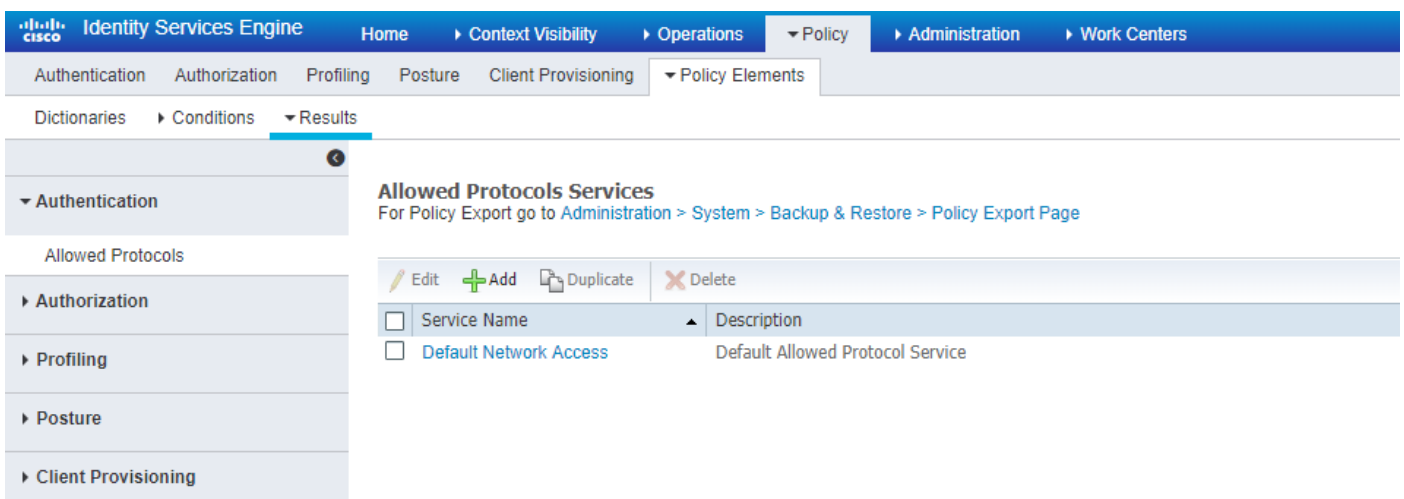 cisco Identity Services Engine Home Context Visibility Operations Policy Administration Work Centers
Authentication Authorization Profiling Posture Client Provisioning Policy Elements
Dictionaries Conditions Results
Authentication
Allowed Protocols
Authorization
Profiling
Posture
Client Provisioning
Allowed Protocols Services
For Policy Export go to Administration > System > Backup & Restore > Policy Export Page
Edit Add Duplicate Delete
Service Name Description
Default Network Access Default Allowed Protocol Service